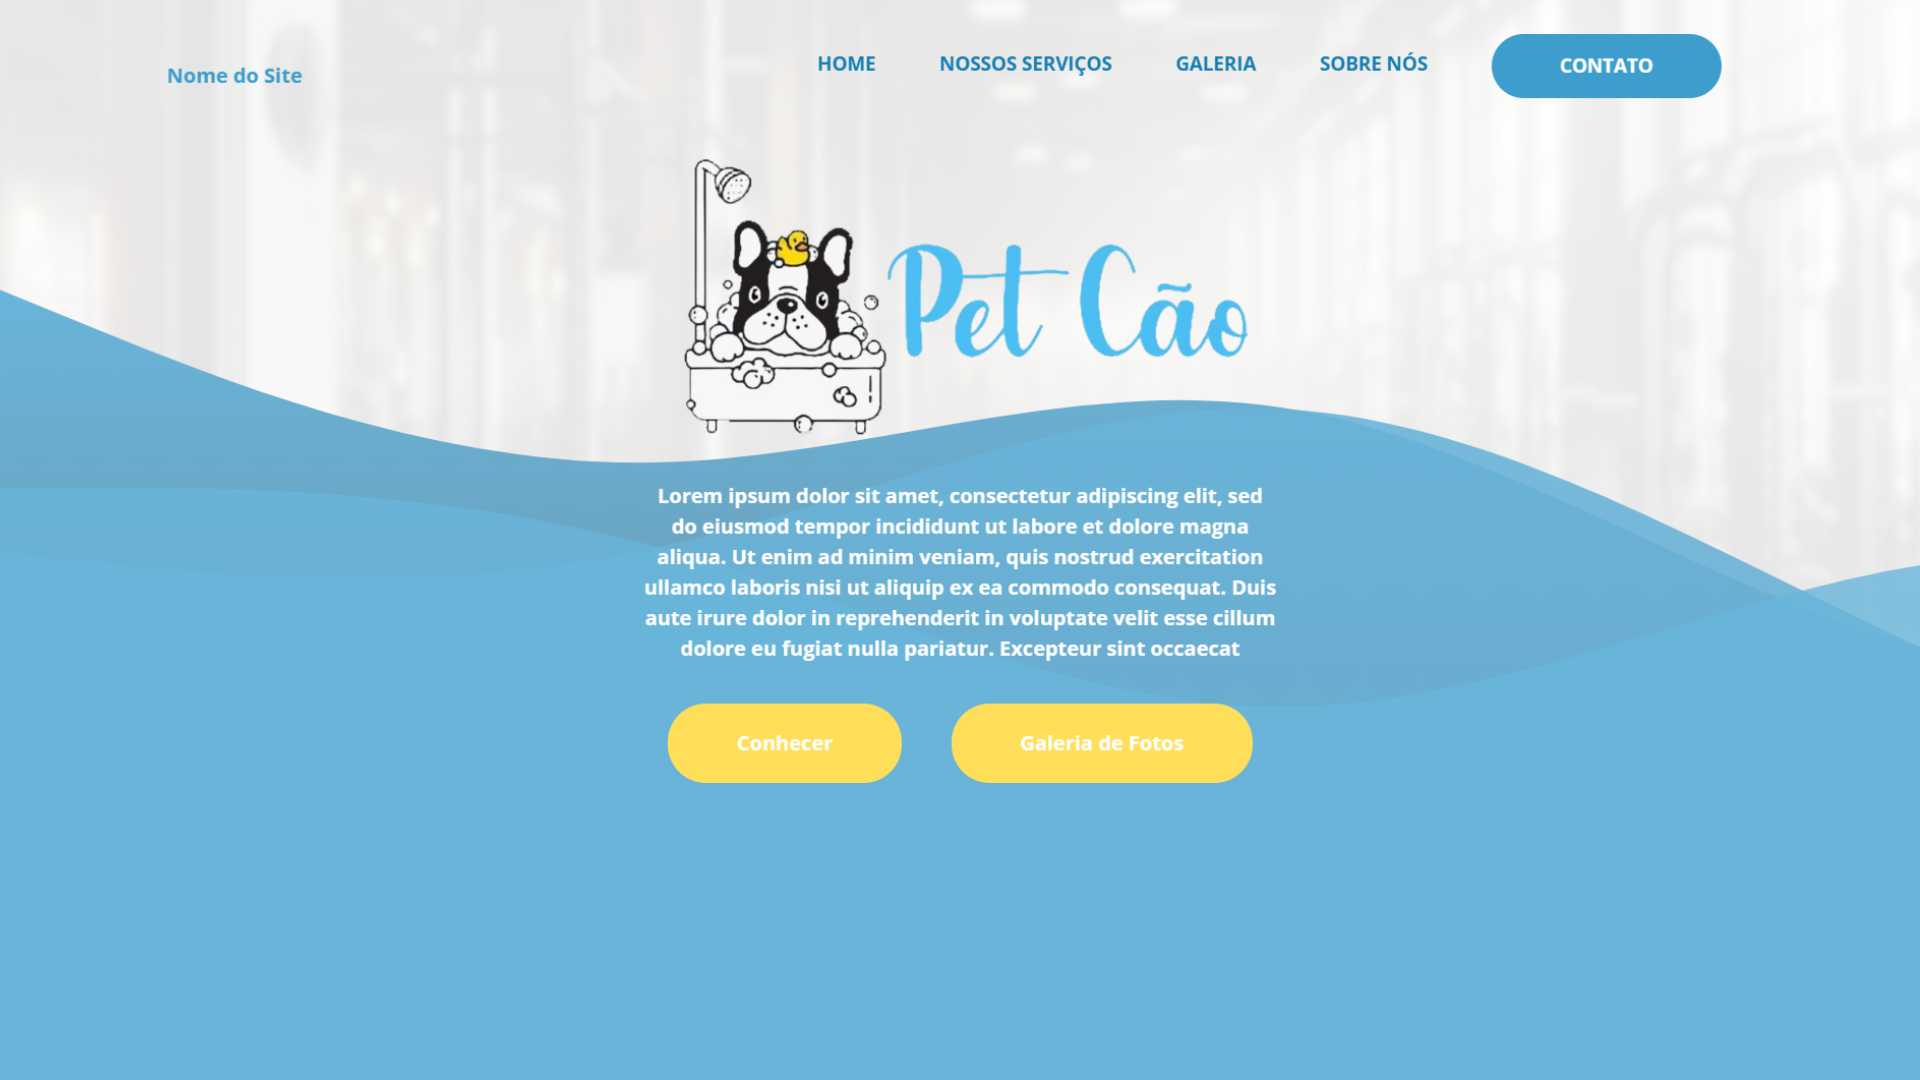 Nome do Site
HOME
NOSSOS SERVIÇOS
GALERIA
SOBRE NÓS
CONTATO
Pet Cão
Lorem ipsum dolor sit amet, consectetur adipiscing elit, sed
do eiusmod tempor incididunt ut labore et dolore magna
aliqua. Ut enim ad minim veniam, quis nostrud exercitation
ullamco laboris nisi ut aliquip ex ea commodo consequat. Duis
aute irure dolor in reprehenderit in voluptate velit esse cillum
dolore eu fugiat nulla pariatur. Excepteur sint occaecat
Conhecer
Galeria de Fotos